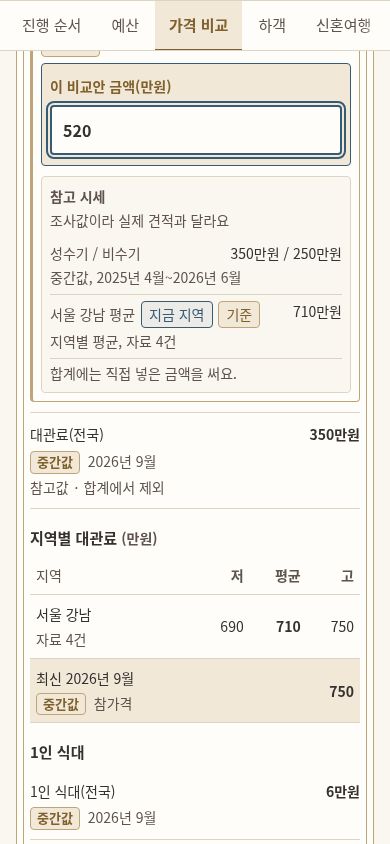 진행 순서 예산 가격 비교 하객 신혼여행
이 비교안 금액(만원)
520
참고 시세
조사값이라 실제 견적과 달라요
성수기 / 비수기 350만원 / 250만원
중간값, 2025년 4월~2026년 6월
서울 강남 평균 지금 지역 기준 710만원
지역별 평균, 자료 4건
합계에는 직접 넣은 금액을 써요.
대관료(전국) 350만원
중간값 2026년 9월
참고값 · 합계에서 제외
지역별 대관료 (만원)
지역 저 평균 고
서울 강남
자료 4건
690 710 750
최신 2026년 9월
중간값 참가격
750
1인 식대
1인 식대(전국) 6만원
중간값 2026년 9월